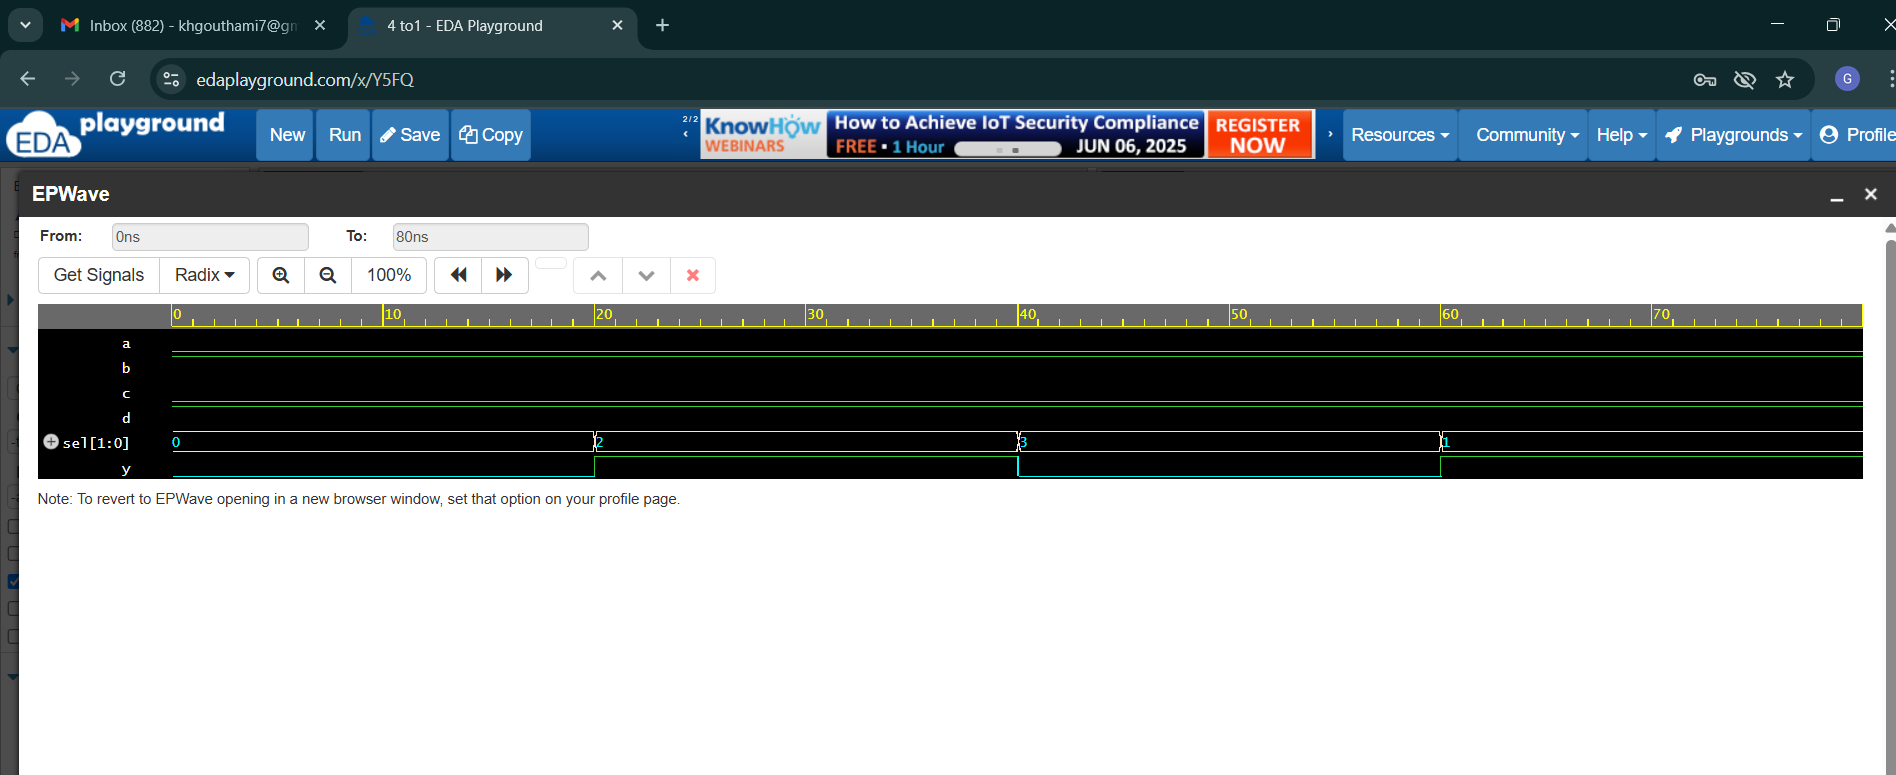 Inbox (882) - khgouthami7@gm
4 to1 - EDA Playground
edaplayground.com/x/Y5FQ
G
EDA playground
New
Run
Save
Copy
2/2
KnowHow WEBINARS
How to Achieve IoT Security Compliance
FREE • 1 Hour
JUN 06, 2025
REGISTER NOW
Resources
Community
Help
Playgrounds
Profile
EPWave
From: 0ns To: 80ns
Get Signals Radix 100%
0 10 20 30 40 50 60 70
a
b
c
d
sel[1:0] 0 2 3 1
y
Note: To revert to EPWave opening in a new browser window, set that option on your profile page.